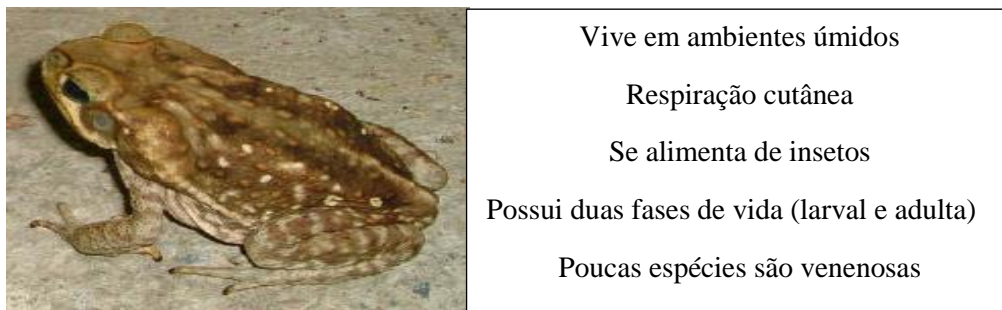 Vive em ambientes úmidos
Respiração cutânea
Se alimenta de insetos
Possui duas fases de vida (larval e adulta)
Poucas espécies são venenosas